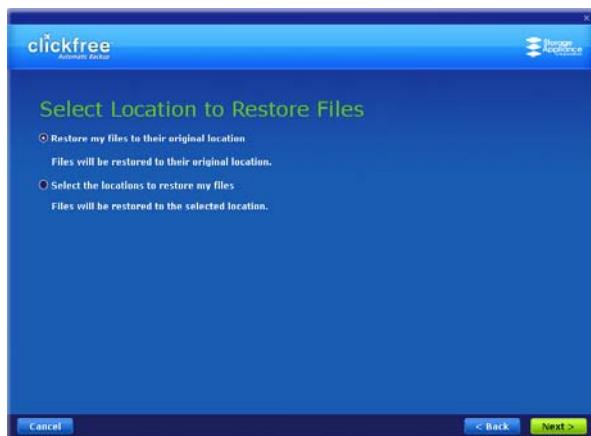 clickfree
Automatic Backup
Storage
Appliance
Corporation
Select Location to Restore Files
Restore my files to their original location
Files will be restored to their original location.
Select the locations to restore my files
Files will be restored to the selected location.
Cancel
< Back
Next >